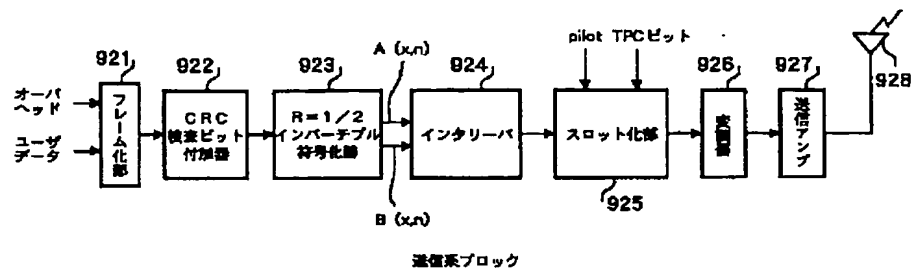 921
922
923
A (x,n)
924
pilot TPCビット
926
927
928
オーバ
ヘッド
ユーザ
データ
フレーム化部
CRC
検査ビット
付加器
R=1/2
インバーチブル
符号化器
インタリーバ
スロット化部
変調器
送信アンプ
B (x,n)
925
送信系ブロック